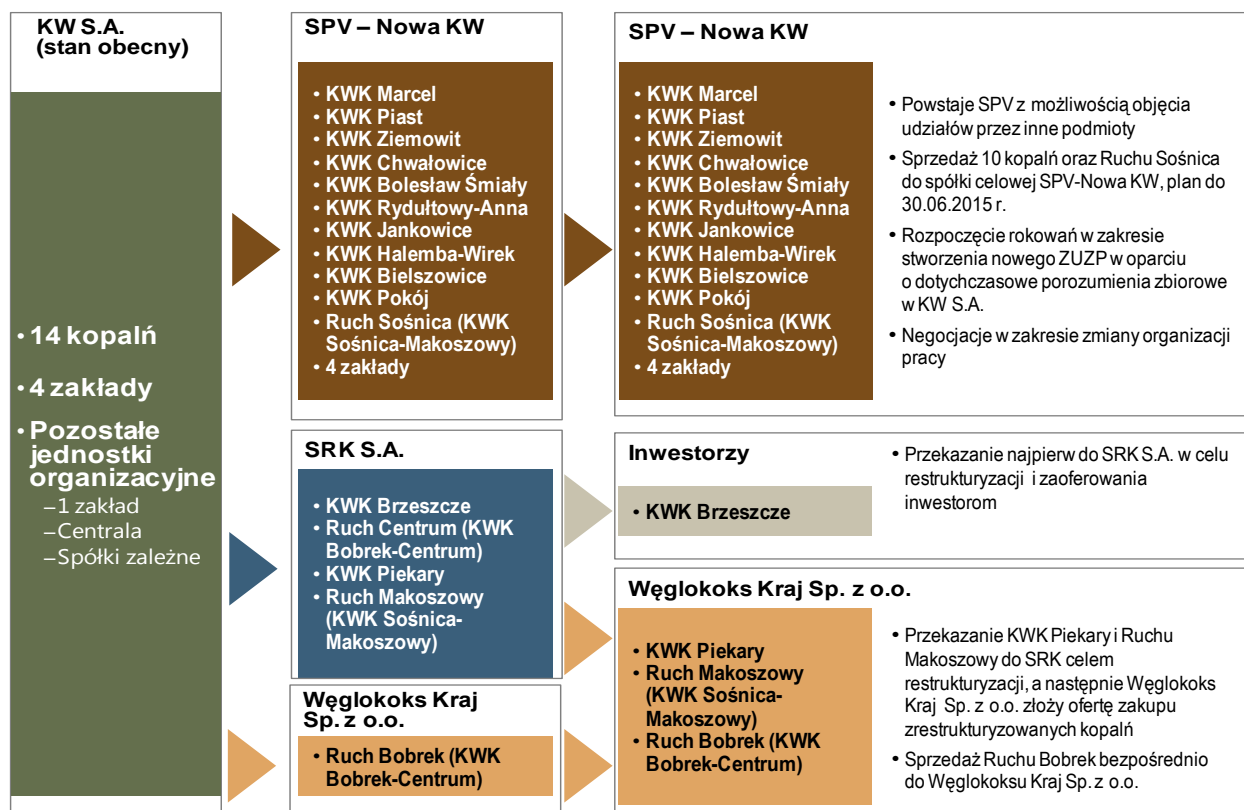 KW S.A.
(stan obecny)
• 14 kopalń
• 4 zakłady
• Pozostałe
jednostki
organizacyjne
–1 zakład
–Centrala
–Spółki zależne
SPV – Nowa KW
• KWK Marcel
• KWK Piast
• KWK Ziemowit
• KWK Chwałowice
• KWK Bolesław Śmiały
• KWK Rydułtowy-Anna
• KWK Jankowice
• KWK Halemba-Wirek
• KWK Bielszowice
• KWK Pokój
• Ruch Sośnica (KWK
Sośnica-Makoszowy)
• 4 zakłady
SPV – Nowa KW
• KWK Marcel
• KWK Piast
• KWK Ziemowit
• KWK Chwałowice
• KWK Bolesław Śmiały
• KWK Rydułtowy-Anna
• KWK Jankowice
• KWK Halemba-Wirek
• KWK Bielszowice
• KWK Pokój
• Ruch Sośnica (KWK
Sośnica-Makoszowy)
• 4 zakłady
• Powstaje SPV z możliwością objęcia
udziałów przez inne podmioty
• Sprzedaż 10 kopalń oraz Ruchu Sośnica
do spółki celowej SPV-Nowa KW, plan do
30.06.2015 r.
• Rozpoczęcie rokowań w zakresie
stworzenia nowego ZUZP w oparciu
o dotychczasowe porozumienia zbiorowe
w KW S.A.
• Negocjacje w zakresie zmiany organizacji
pracy
SRK S.A.
• KWK Brzeszcze
• Ruch Centrum (KWK
Bobrek-Centrum)
• KWK Piekary
• Ruch Makoszowy
(KWK Sośnica-
Makoszowy)
Inwestorzy
• KWK Brzeszcze
• Przekazanie najpierw do SRK S.A. w celu
restrukturyzacji i zaoferowania
inwestorom
Węglokoks Kraj
Sp. z o.o.
• Ruch Bobrek (KWK
Bobrek-Centrum)
Węglokoks Kraj Sp. z o.o.
• KWK Piekary
• Ruch Makoszowy
(KWK Sośnica-
Makoszowy)
• Ruch Bobrek (KWK
Bobrek-Centrum)
• Przekazanie KWK Piekary i Ruchu
Makoszowy do SRK celem
restrukturyzacji, a następnie Węglokoks
Kraj Sp. z o.o. złoży ofertę zakupu
zrestrukturyzowanych kopalń
• Sprzedaż Ruchu Bobrek bezpośrednio
do Węglokoksu Kraj Sp. z o.o.